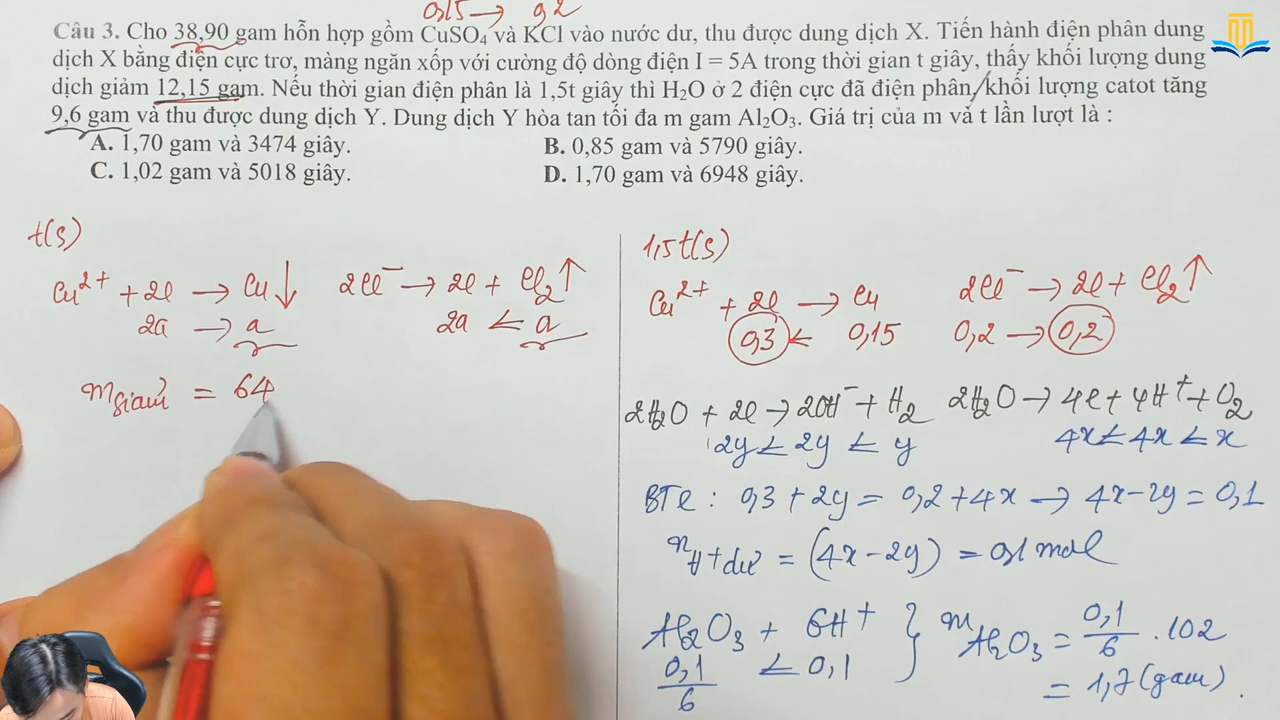 0,15 → 0,2
Câu 3. Cho 38,90 gam hỗn hợp gồm CuSO₄ và KCl vào nước dư, thu được dung dịch X. Tiến hành điện phân dung
dịch X bằng điện cực trơ, màng ngăn xốp với cường độ dòng điện I = 5A trong thời gian t giây, thấy khối lượng dung
dịch giảm 12,15 gam. Nếu thời gian điện phân là 1,5t giây thì H₂O ở 2 điện cực đã điện phân, khối lượng catot tăng
9,6 gam và thu được dung dịch Y. Dung dịch Y hòa tan tối đa m gam Al₂O₃. Giá trị của m và t lần lượt là :
A. 1,70 gam và 3474 giây. B. 0,85 gam và 5790 giây.
C. 1,02 gam và 5018 giây. D. 1,70 gam và 6948 giây.
t(s)
Cu²⁺ + 2e → Cu↓ 2Cl⁻ → 2e + Cl₂↑
2a → a 2a ← a
m giảm = 64
1,5t(s)
Cu²⁺ + 2e → Cu 2Cl⁻ → 2e + Cl₂↑
0,3 ← 0,15 0,2 → 0,2
2H₂O + 2e → 2OH⁻ + H₂ 2H₂O → 4e + 4H⁺ + O₂
2y ← 2y ← y 4x ← 4x ← x
BTe : 0,3 + 2y = 0,2 + 4x → 4x − 2y = 0,1
n H⁺ dư = (4x − 2y) = 0,1 mol
Al₂O₃ + 6H⁺ } m Al₂O₃ = 0,1/6 . 102
0,1/6 ← 0,1 = 1,7 (gam).